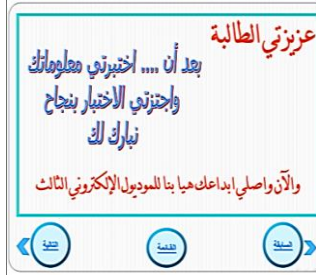 عزيزتي الطالبة
بعد أن .... اختبرتي معلوماتك
واجتزتي الاختبار بنجاح
نبارك لك
والآن واصلي ابداعك هيا بنا للموديول الإلكتروني الثالث
السابقة
القائمة
التالية